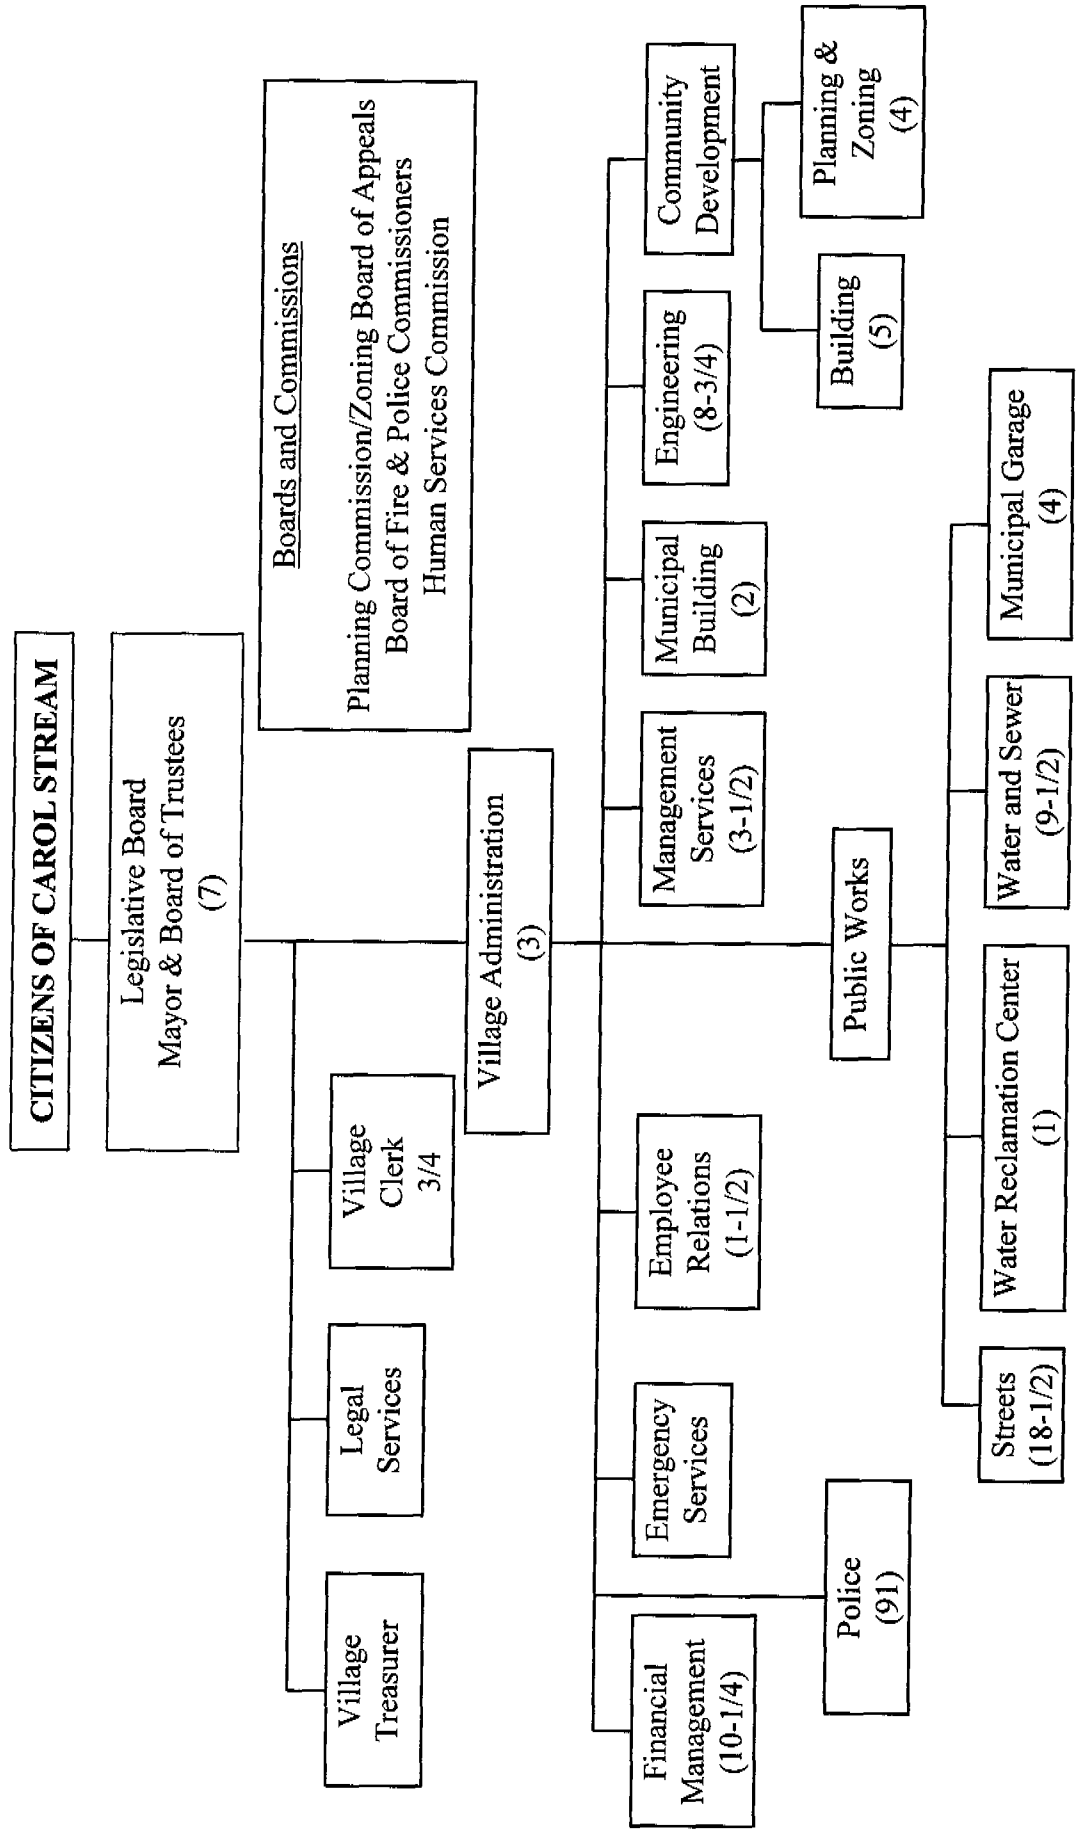 CITIZENS OF CAROL STREAM
Legislative Board
Mayor & Board of Trustees
(7)
Boards and Commissions
Planning Commission/Zoning Board of Appeals
Board of Fire & Police Commissioners
Human Services Commission
Village
Treasurer
Legal
Services
Village
Clerk
3/4
Village Administration
(3)
Financial
Management
(10-1/4)
Emergency
Services
Employee
Relations
(1-1/2)
Management
Services
(3-1/2)
Municipal
Building
(2)
Engineering
(8-3/4)
Community
Development
Police
(91)
Public Works
Building
(5)
Planning &
Zoning
(4)
Streets
(18-1/2)
Water Reclamation Center
(1)
Water and Sewer
(9-1/2)
Municipal Garage
(4)